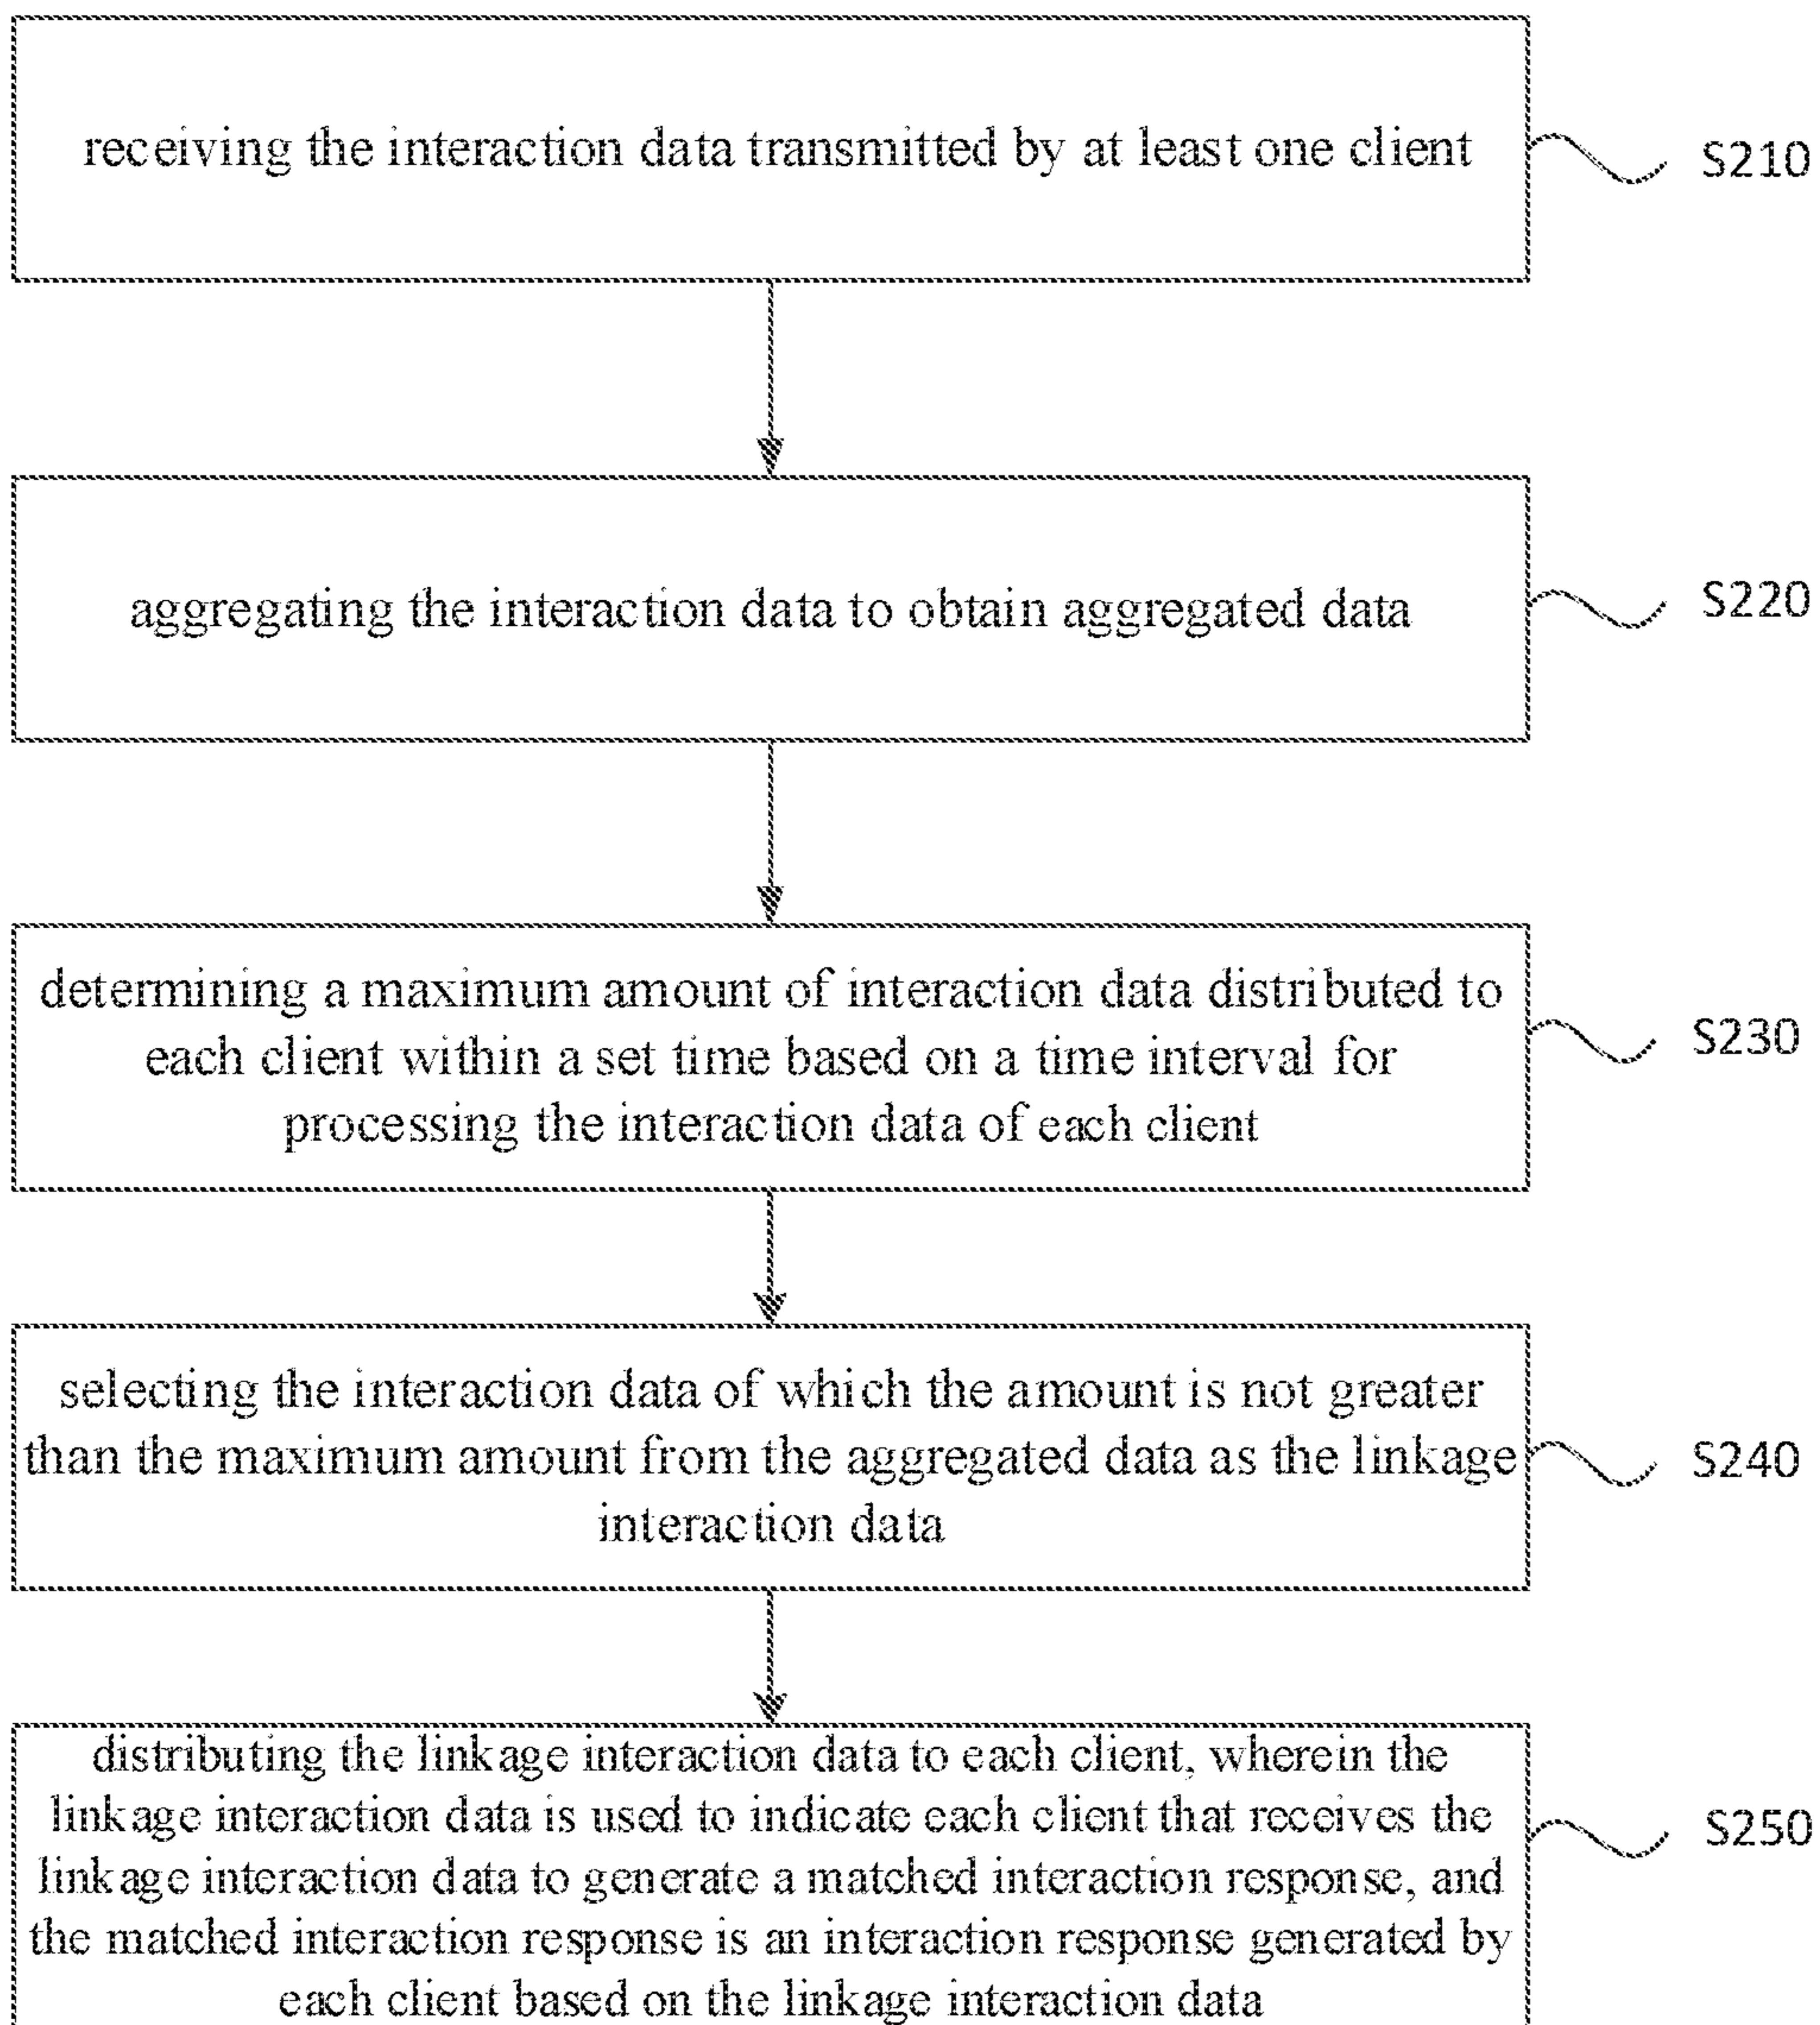 receiving the interaction data transmitted by at least one client
S210
aggregating the interaction data to obtain aggregated data
S220
determining a maximum amount of interaction data distributed to
each client within a set time based on a time interval for
processing the interaction data of each client
S230
selecting the interaction data of which the amount is not greater
than the maximum amount from the aggregated data as the linkage
interaction data
S240
distributing the linkage interaction data to each client, wherein the
linkage interaction data is used to indicate each client that receives the
linkage interaction data to generate a matched interaction response, and
the matched interaction response is an interaction response generated by
each client based on the linkage interaction data
S250